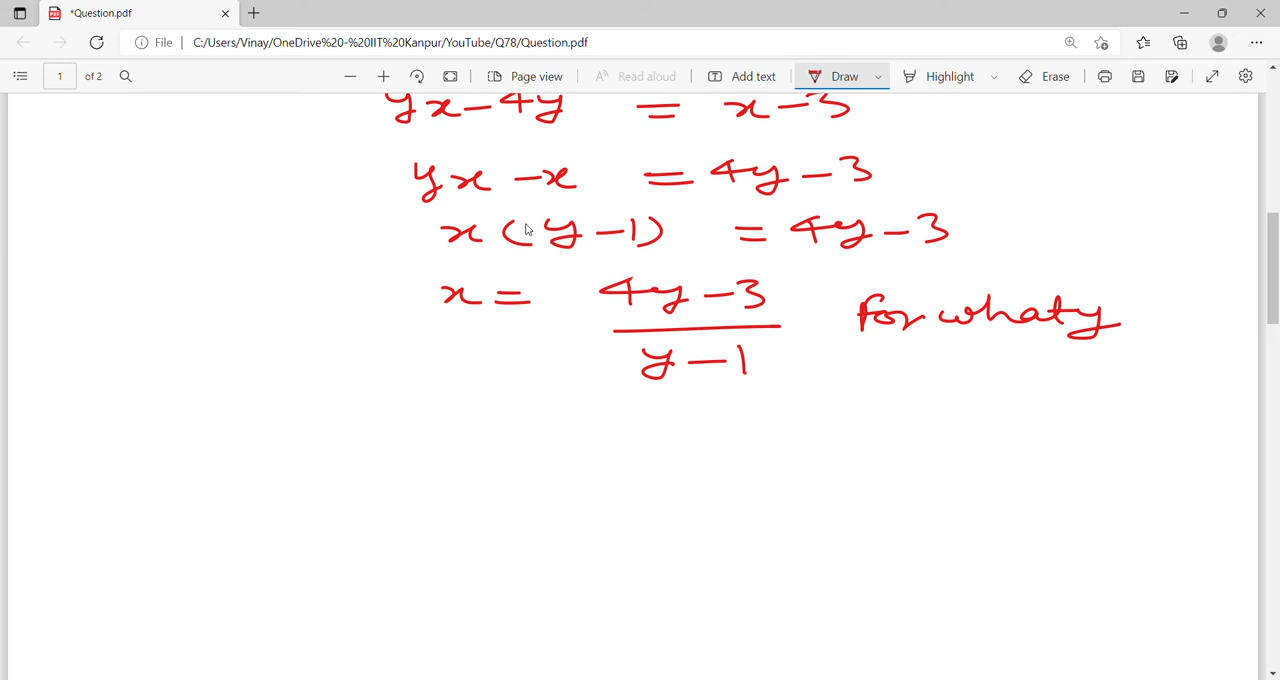 *Question.pdf
File C:/Users/Vinay/OneDrive%20-%20IIT%20Kanpur/YouTube/Q78/Question.pdf
1 of 2 Page view Read aloud Add text Draw Highlight Erase
yx - 4y = x - 3
yx - x = 4y - 3
x (y - 1) = 4y - 3
x = 4y - 3 For what y
y - 1